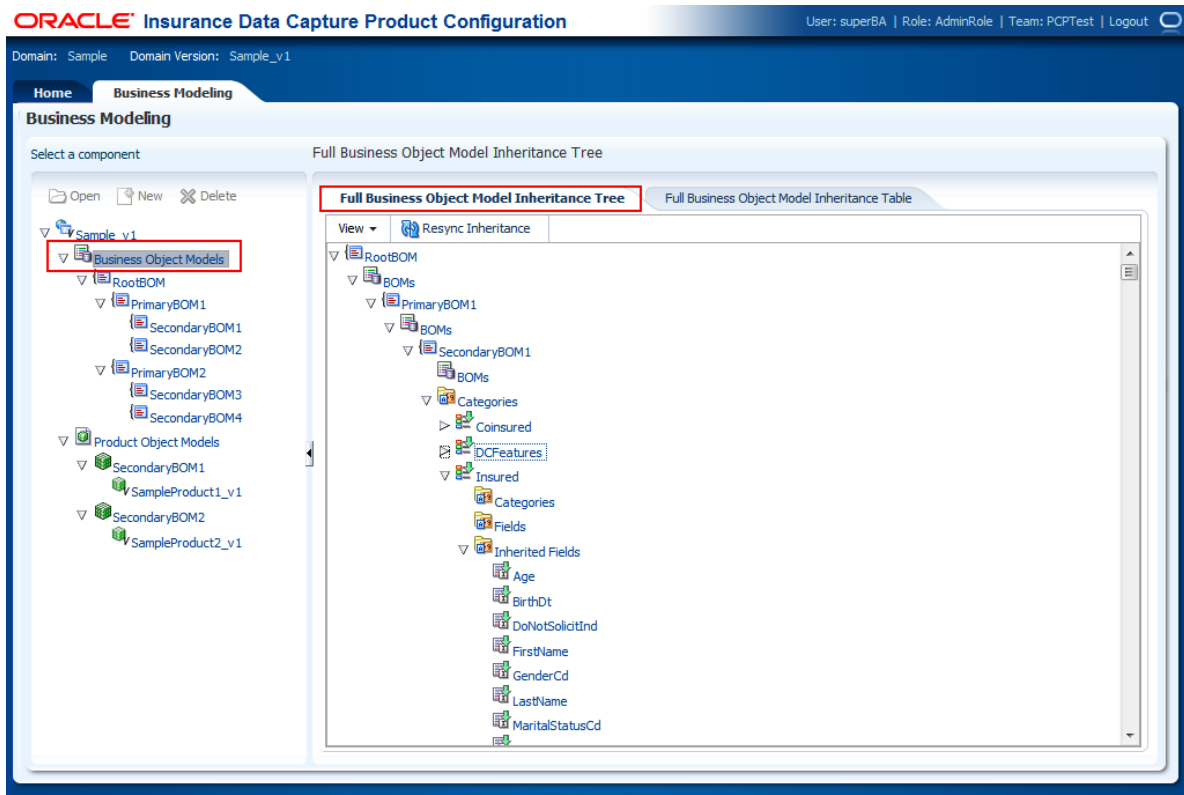 ORACLE® Insurance Data Capture Product Configuration
User: superBA | Role: AdminRole | Team: PCPTest | Logout
Domain: Sample Domain Version: Sample_v1
Home Business Modeling
Business Modeling
Select a component
Open New Delete
Sample_v1
Business Object Models
RootBOM
PrimaryBOM1
SecondaryBOM1
SecondaryBOM2
PrimaryBOM2
SecondaryBOM3
SecondaryBOM4
Product Object Models
SecondaryBOM1
SampleProduct1_v1
SecondaryBOM2
SampleProduct2_v1
Full Business Object Model Inheritance Tree
Full Business Object Model Inheritance Tree Full Business Object Model Inheritance Table
View Resync Inheritance
RootBOM
BOMs
PrimaryBOM1
BOMs
SecondaryBOM1
BOMs
Categories
Coinsured
DCFeatures
Insured
Categories
Fields
Inherited Fields
Age
BirthDt
DoNotSolicitInd
FirstName
GenderCd
LastName
MaritalStatusCd